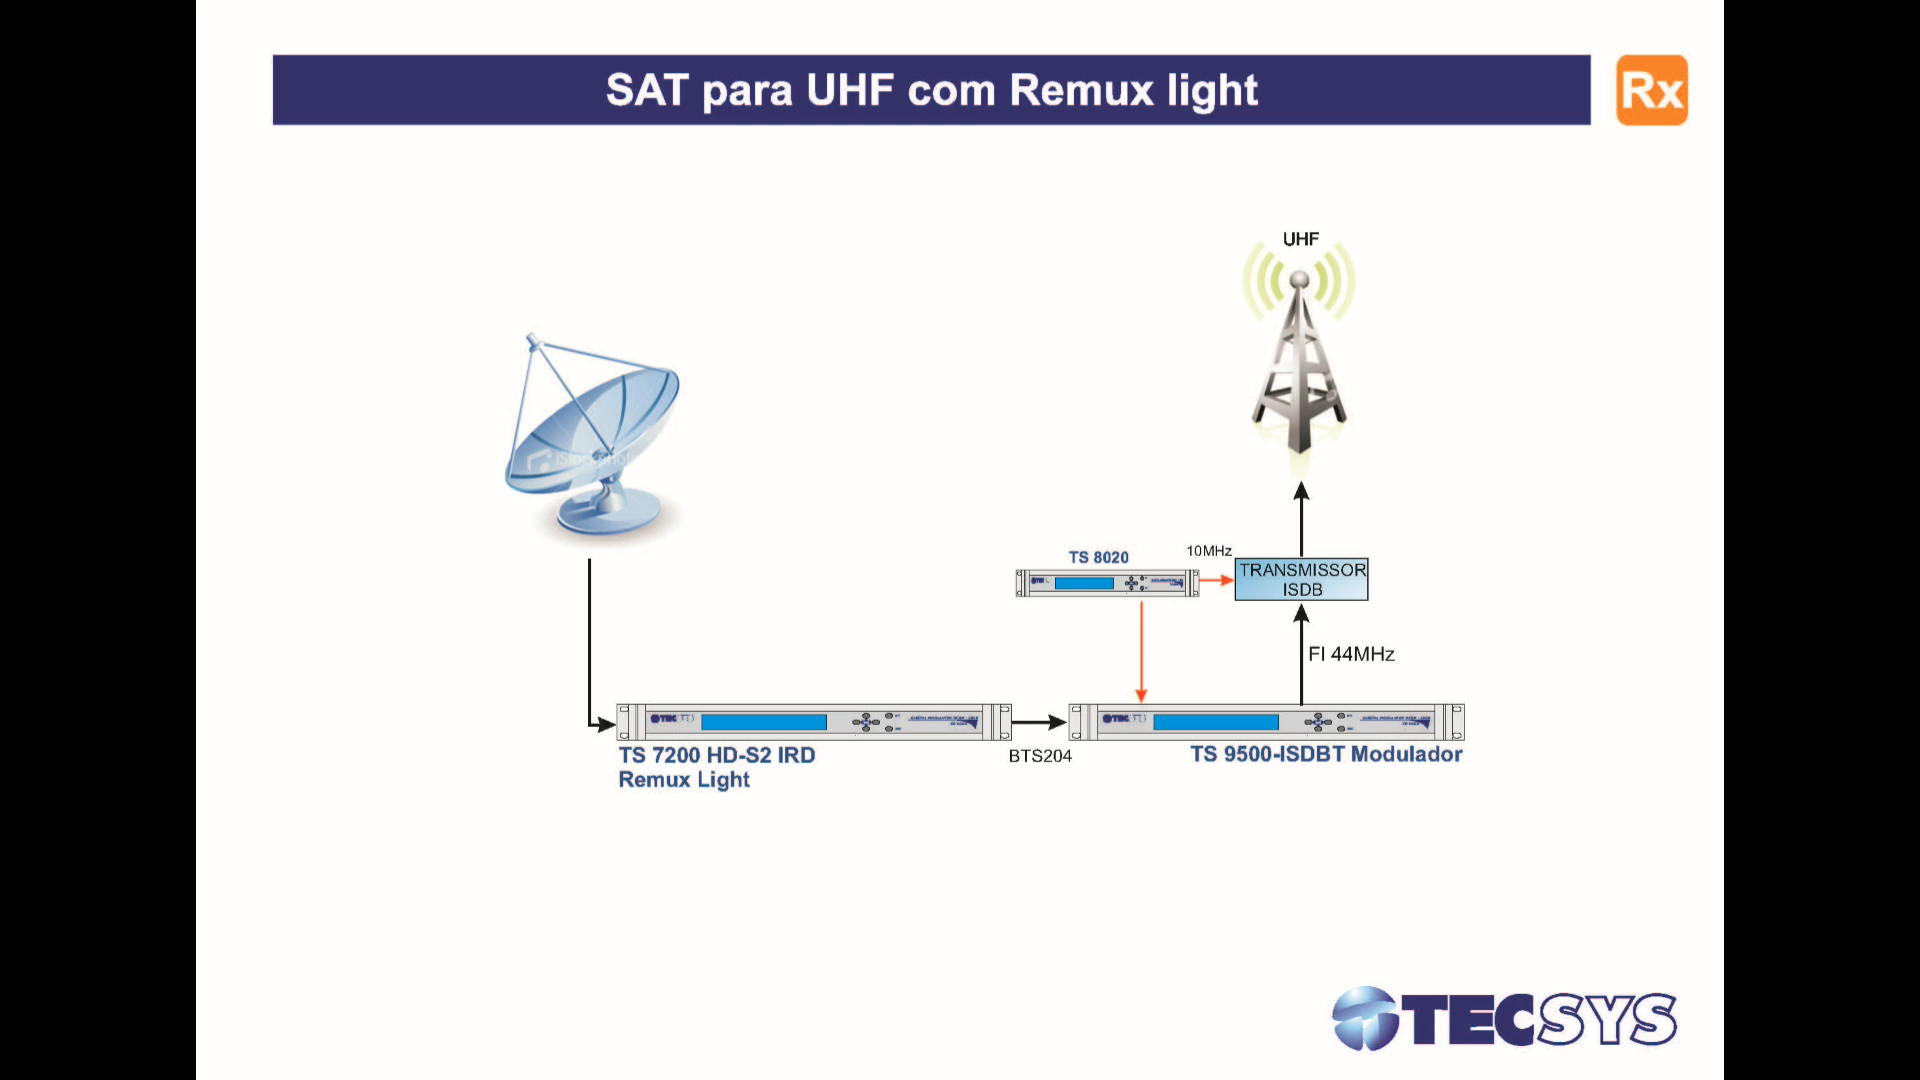 SAT para UHF com Remux light
Rx
UHF
iStockphoto
TS 8020
10MHz
TRANSMISSOR
ISDB
FI 44MHz
TS 7200 HD-S2 IRD
Remux Light
BTS204
TS 9500-ISDBT Modulador
TECSYS